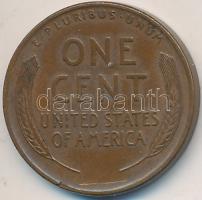 E·PLURIBUS·UNUM
ONE
CENT
darabanth
UNITED STATES
OF AMERICA